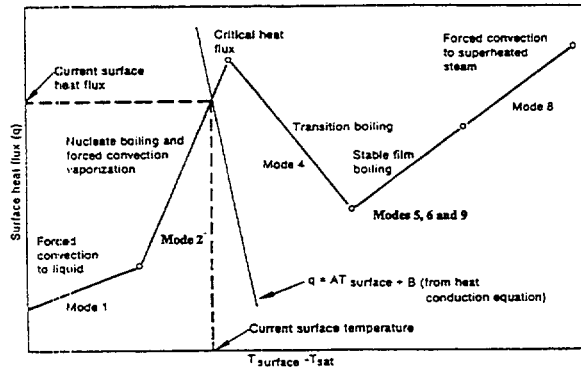 Critical heat
flux
Forced convection
to superheated
steam
Current surface
heat flux
Mode 8
Nucleate boiling and
forced convection
vaporization
Transition boiling
Mode 4
Stable film
boiling
Surface heat flux (q)
Modes 5, 6 and 9
Forced
convection
to liquid
Mode 2
Mode 1
q = AT surface + B (from heat
conduction equation)
Current surface temperature
T surface -Tsat